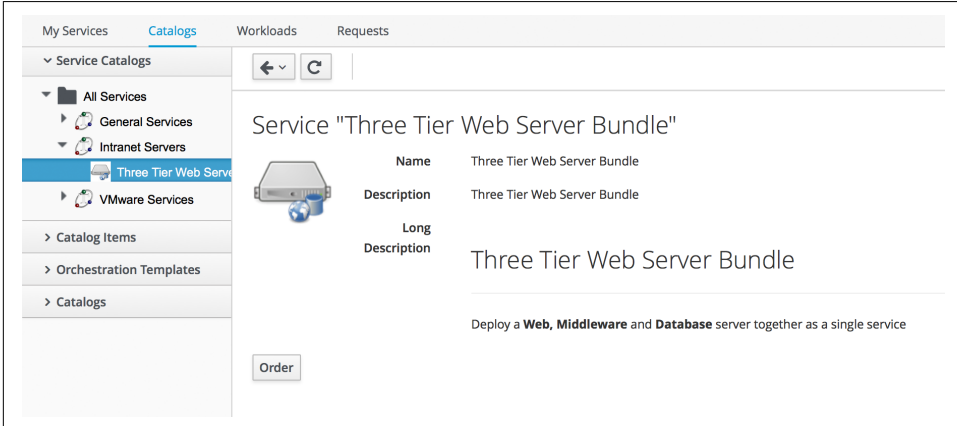 My Services Catalogs Workloads Requests
Service Catalogs
All Services
General Services
Intranet Servers
Three Tier Web Serve
VMware Services
Catalog Items
Orchestration Templates
Catalogs
Service "Three Tier Web Server Bundle"
Name Three Tier Web Server Bundle
Description Three Tier Web Server Bundle
Long
Description
Three Tier Web Server Bundle
Deploy a Web, Middleware and Database server together as a single service
Order